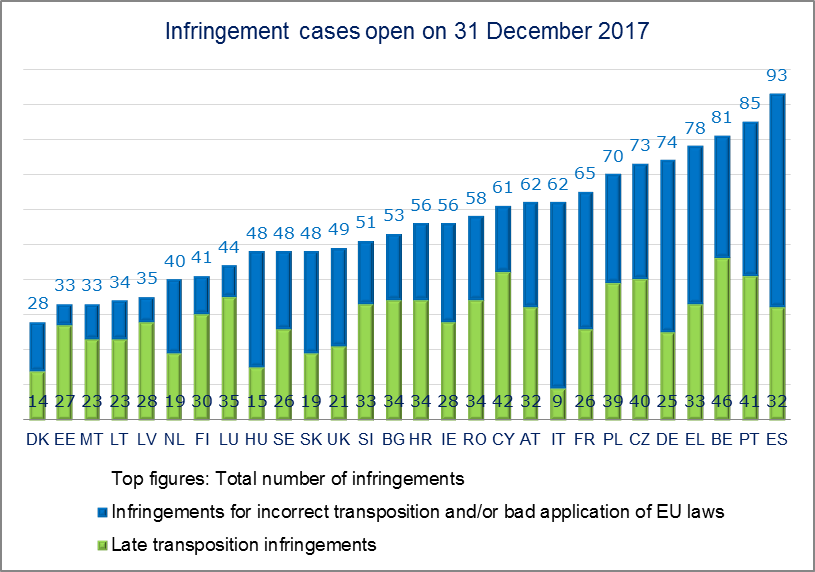 Infringement cases open on 31 December 2017
28 33 33 34 35 40 41 44 48 48 48 49 51 53 56 56 58 61 62 62 65 70 73 74 78 81 85 93
14 27 23 23 28 19 30 35 15 26 19 21 33 34 34 28 34 42 32 9 26 39 40 25 33 46 41 32
DK EE MT LT LV NL FI LU HU SE SK UK SI BG HR IE RO CY AT IT FR PL CZ DE EL BE PT ES
Top figures: Total number of infringements
Infringements for incorrect transposition and/or bad application of EU laws
Late transposition infringements